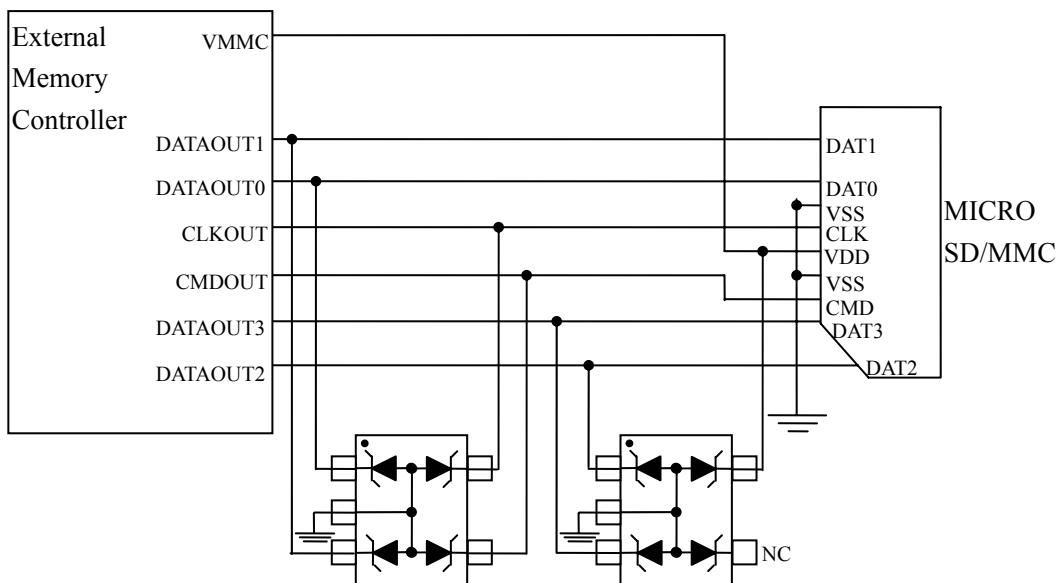 External
Memory
Controller
VMMC
DATAOUT1
DATAOUT0
CLKOUT
CMDOUT
DATAOUT3
DATAOUT2
DAT1
DAT0
VSS
CLK
VDD
VSS
CMD
DAT3
DAT2
MICRO
SD/MMC
NC